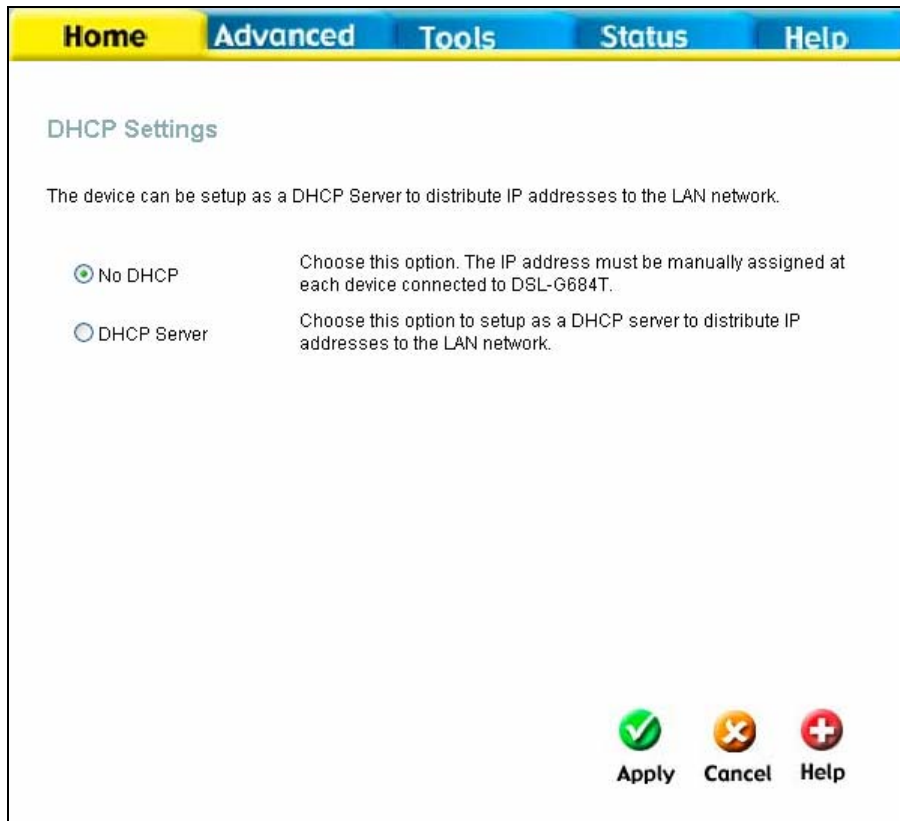 Home Advanced Tools Status Help
DHCP Settings
The device can be setup as a DHCP Server to distribute IP addresses to the LAN network.
No DHCP
Choose this option. The IP address must be manually assigned at
each device connected to DSL-G684T.
DHCP Server
Choose this option to setup as a DHCP server to distribute IP
addresses to the LAN network.
Apply Cancel Help